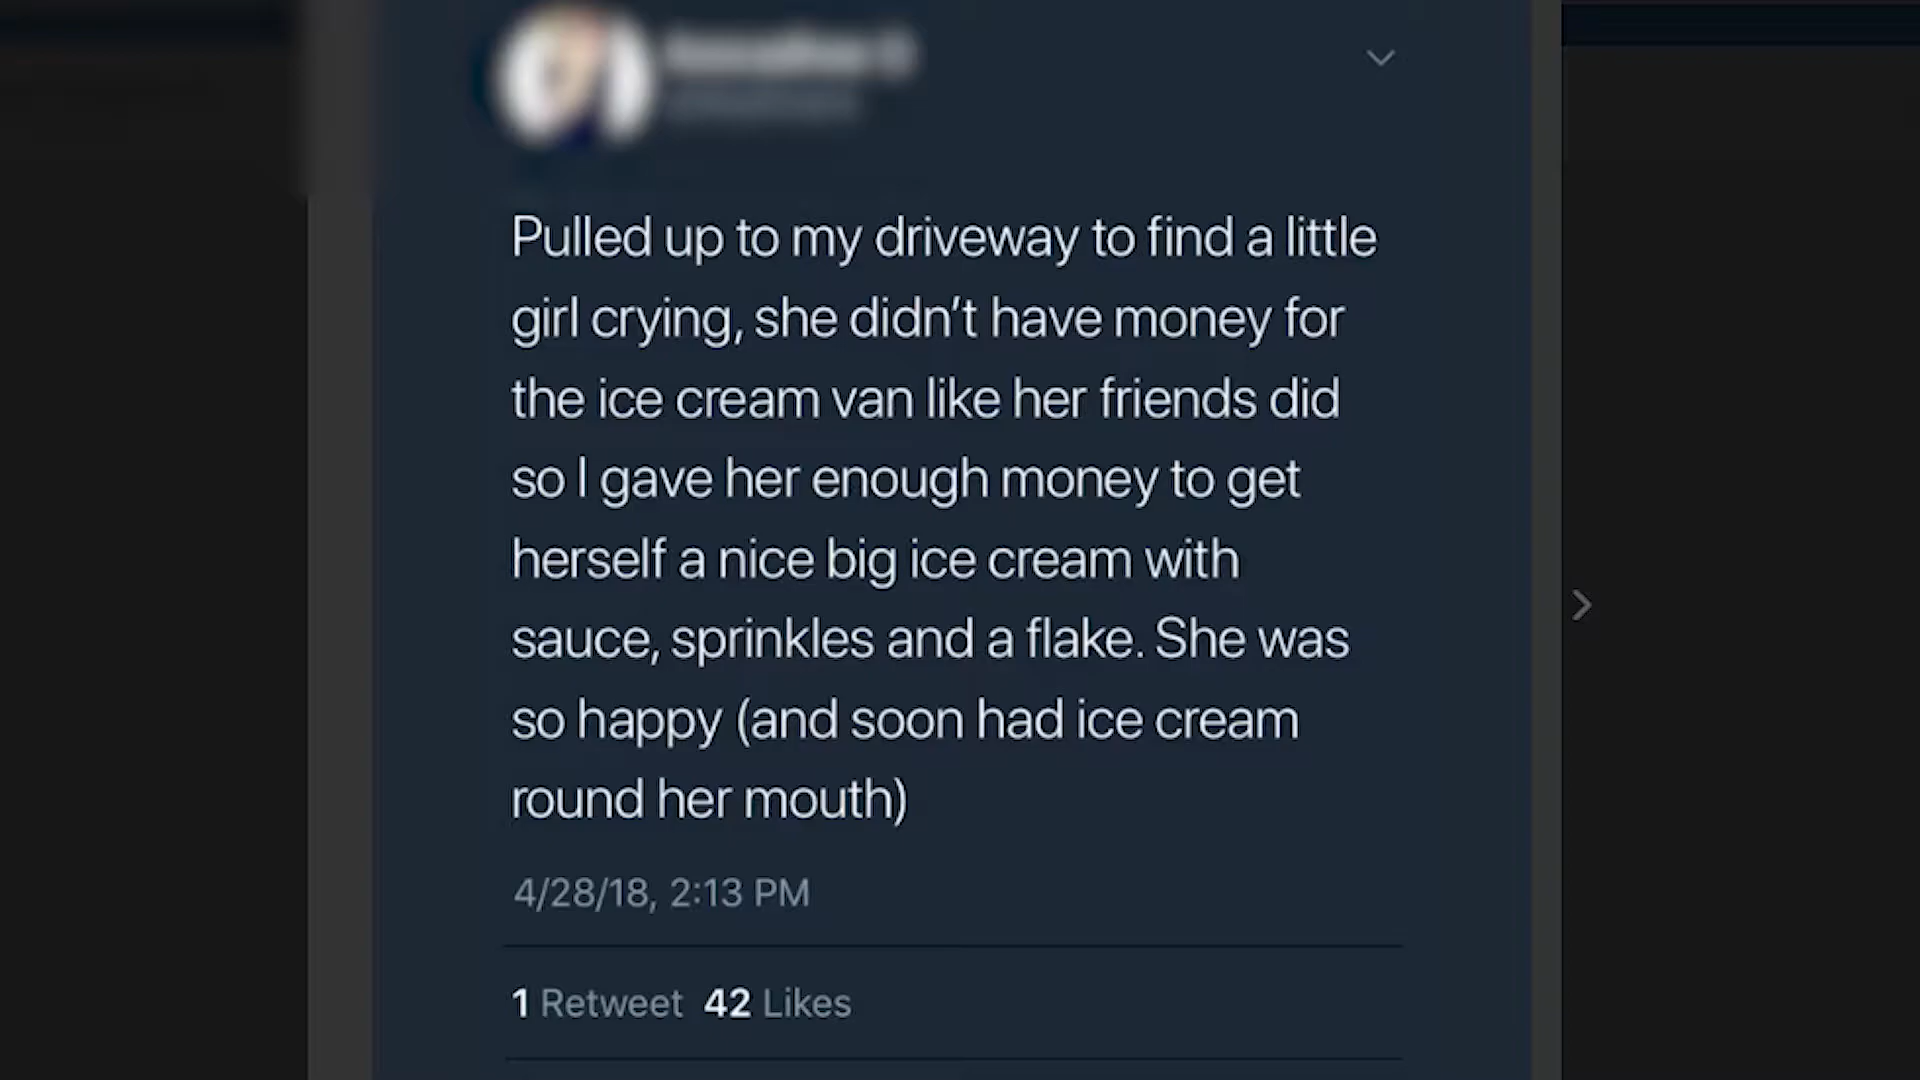 Pulled up to my driveway to find a little
girl crying, she didn’t have money for
the ice cream van like her friends did
so I gave her enough money to get
herself a nice big ice cream with
sauce, sprinkles and a flake. She was
so happy (and soon had ice cream
round her mouth)
4/28/18, 2:13 PM
1 Retweet 42 Likes